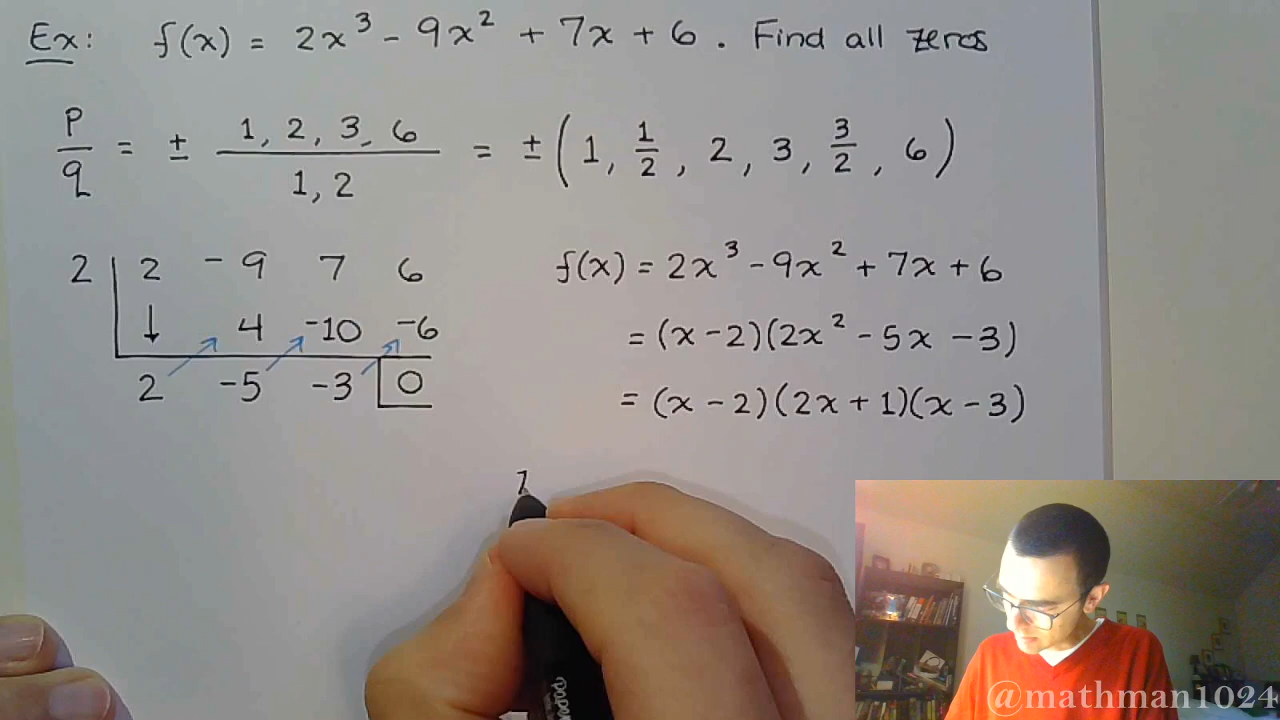 Ex: f(x) = 2x³ - 9x² + 7x + 6 . Find all zeros
p/q = ± 1, 2, 3, 6 / 1, 2 = ± (1, 1/2, 2, 3, 3/2, 6)
2 | 2 -9 7 6
↓ 4 -10 -6
2 -5 -3 0
f(x) = 2x³ - 9x² + 7x + 6
= (x - 2)(2x² - 5x - 3)
= (x - 2)(2x + 1)(x - 3)
@mathman1024